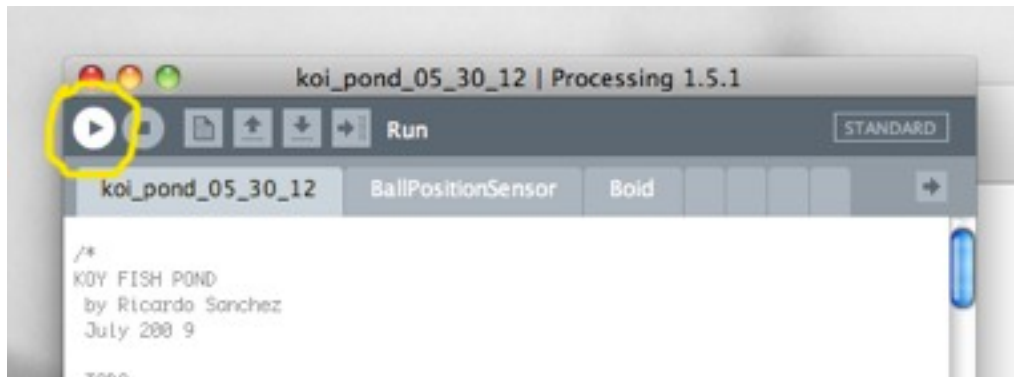 koi_pond_05_30_12 | Processing 1.5.1
Run
STANDARD
koi_pond_05_30_12
BallPositionSensor
Boid
/*
KOY FISH POND
by Ricardo Sanchez
July 200 9